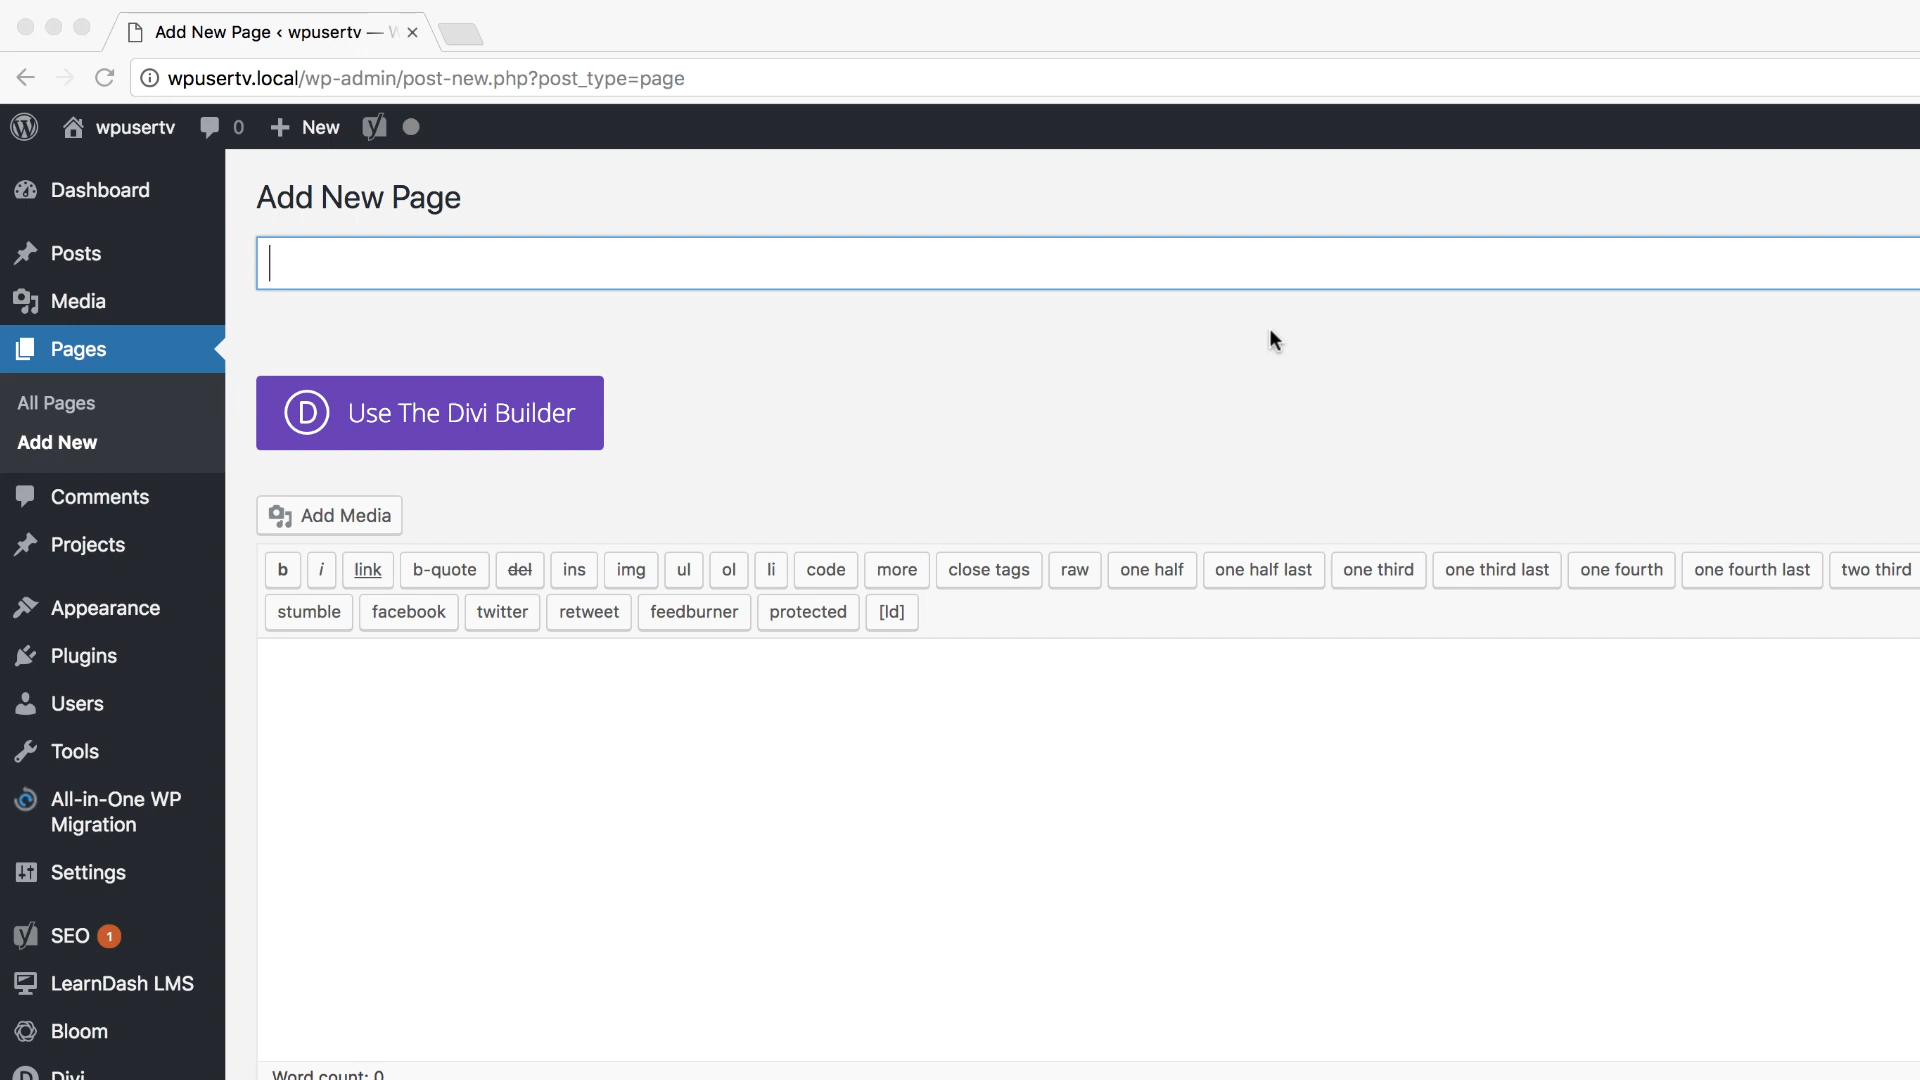 Add New Page ‹ wpusertv —
wpusertv.local/wp-admin/post-new.php?post_type=page
wpusertv 0 New
Dashboard
Posts
Media
Pages
All Pages
Add New
Comments
Projects
Appearance
Plugins
Users
Tools
All-in-One WP
Migration
Settings
SEO 1
LearnDash LMS
Bloom
Divi
Add New Page
D Use The Divi Builder
Add Media
b i link b-quote del ins img ul ol li code more close tags raw one half one half last one third one third last one fourth one fourth last two third
stumble facebook twitter retweet feedburner protected [ld]
Word count: 0